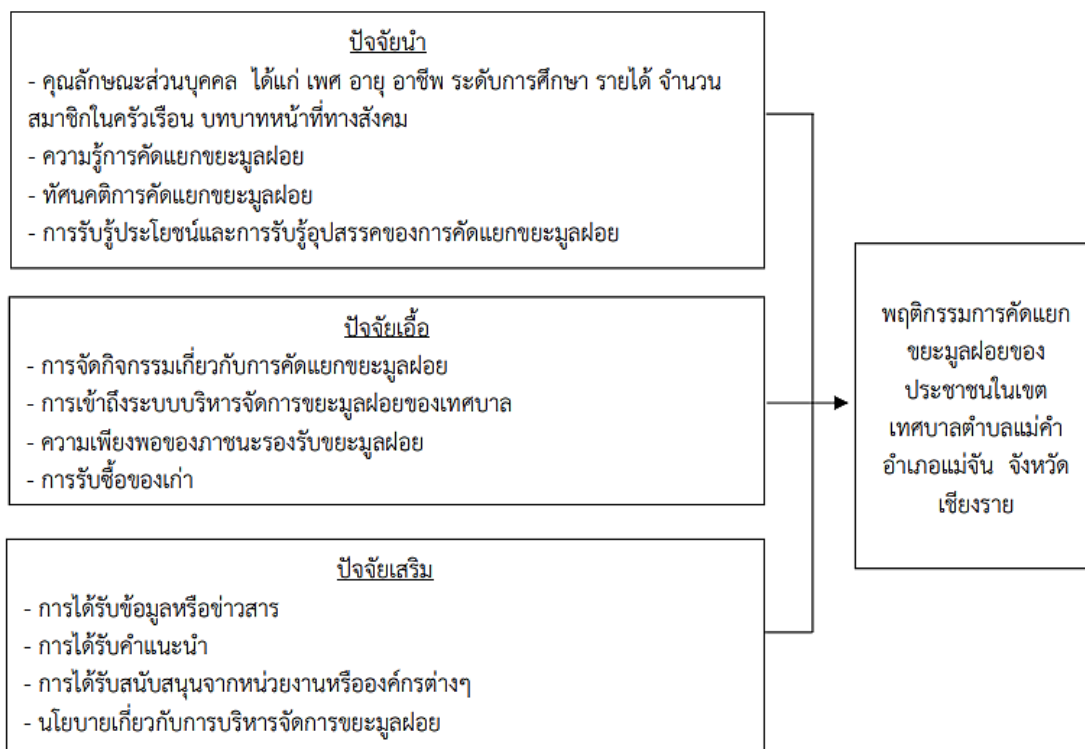 ปัจจัยนำ
- คุณลักษณะส่วนบุคคล ได้แก่ เพศ อายุ อาชีพ ระดับการศึกษา รายได้ จำนวน
สมาชิกในครัวเรือน บทบาทหน้าที่ทางสังคม
- ความรู้การคัดแยกขยะมูลฝอย
- ทัศนคติการคัดแยกขยะมูลฝอย
- การรับรู้ประโยชน์และการรับรู้อุปสรรคของการคัดแยกขยะมูลฝอย
ปัจจัยเอื้อ
- การจัดกิจกรรมเกี่ยวกับการคัดแยกขยะมูลฝอย
- การเข้าถึงระบบบริหารจัดการขยะมูลฝอยของเทศบาล
- ความเพียงพอของภาชนะรองรับขยะมูลฝอย
- การรับซื้อของเก่า
ปัจจัยเสริม
- การได้รับข้อมูลหรือข่าวสาร
- การได้รับคำแนะนำ
- การได้รับสนับสนุนจากหน่วยงานหรือองค์กรต่างๆ
- นโยบายเกี่ยวกับการบริหารจัดการขยะมูลฝอย
พฤติกรรมการคัดแยก
ขยะมูลฝอยของ
ประชาชนในเขต
เทศบาลตำบลแม่คำ
อำเภอแม่จัน จังหวัด
เชียงราย